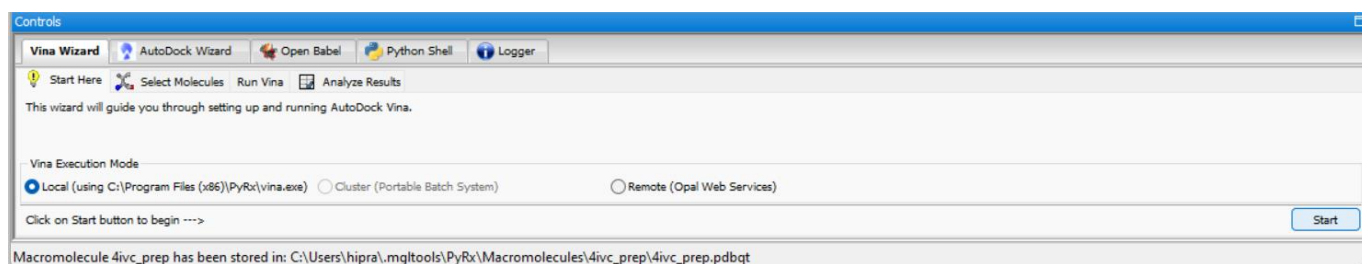 Controls
Vina Wizard AutoDock Wizard Open Babel Python Shell Logger
Start Here Select Molecules Run Vina Analyze Results
This wizard will guide you through setting up and running AutoDock Vina.
Vina Execution Mode
Local (using C:\Program Files (x86)\PyRx\vina.exe) Cluster (Portable Batch System) Remote (Opal Web Services)
Click on Start button to begin ---> Start
Macromolecule 4ivc_prep has been stored in: C:\Users\hipra\.mgltools\PyRx\Macromolecules\4ivc_prep\4ivc_prep.pdbqt